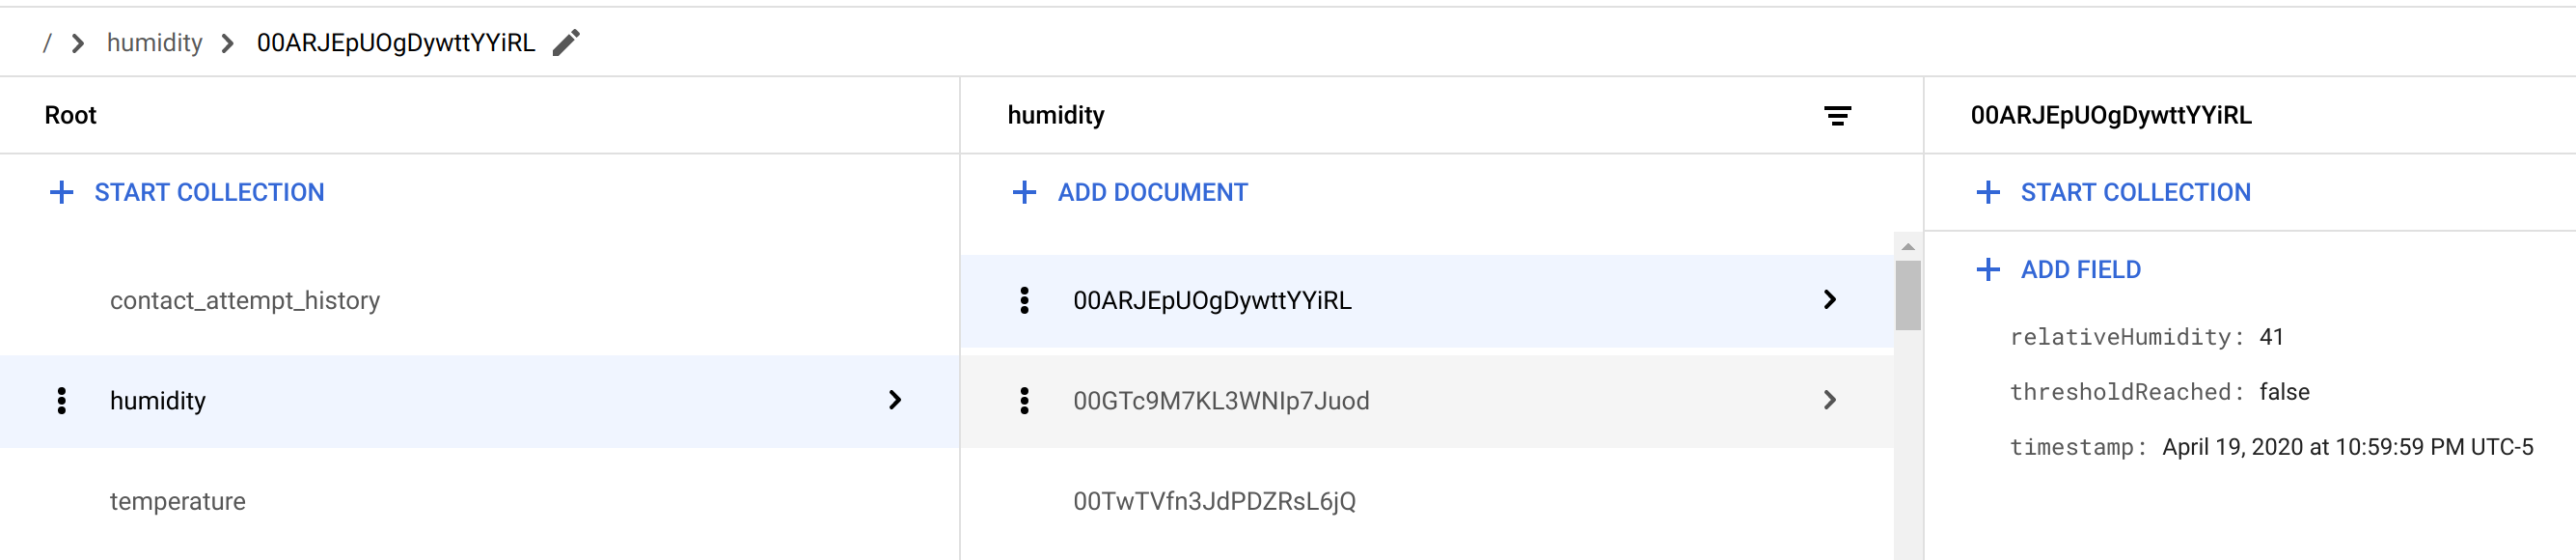 / humidity 00ARJEpUOgDywttYYiRL
Root
START COLLECTION
contact_attempt_history
humidity
temperature
humidity
ADD DOCUMENT
00ARJEpUOgDywttYYiRL
00GTc9M7KL3WNIp7Juod
00TwTVfn3JdPDZRsL6jQ
00ARJEpUOgDywttYYiRL
START COLLECTION
ADD FIELD
relativeHumidity: 41
thresholdReached: false
timestamp: April 19, 2020 at 10:59:59 PM UTC-5